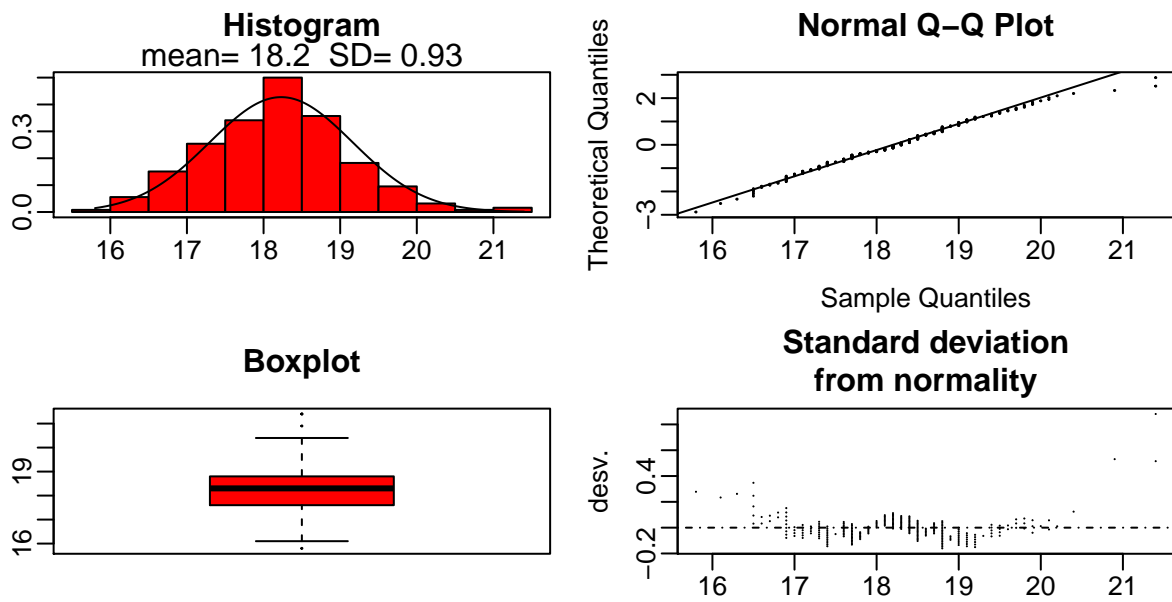 Histogram
mean= 18.2 SD= 0.93
0.0 0.3
16 17 18 19 20 21
Normal Q−Q Plot
Theoretical Quantiles
−3 0 2
16 17 18 19 20 21
Sample Quantiles
Boxplot
16 19
Standard deviation
from normality
desv.
−0.2 0.4
16 17 18 19 20 21